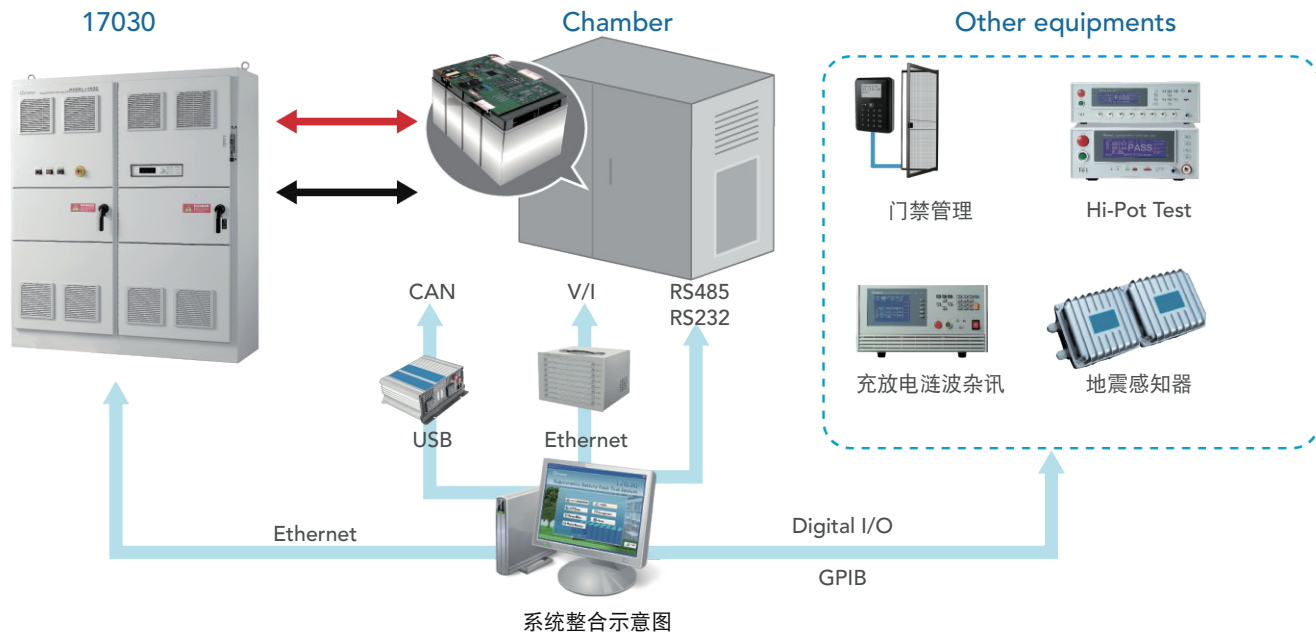 17030
Chamber
Other equipments
PASS
门禁管理
Hi-Pot Test
CAN
V/I
RS485
RS232
充放电涟波杂讯
地震感知器
USB
Ethernet
Ethernet
Digital I/O
GPIB
系统整合示意图